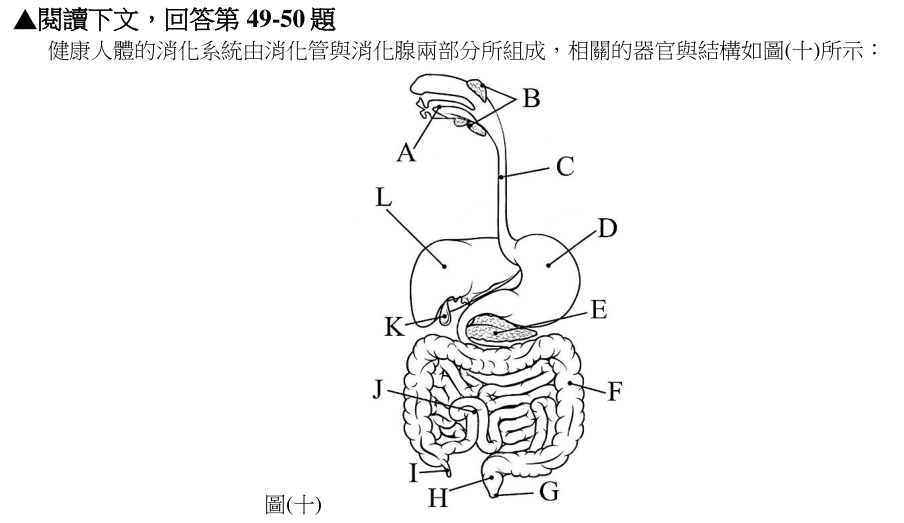 ▲閱讀下文，回答第 49-50 題
健康人體的消化系統由消化管與消化腺兩部分所組成，相關的器官與結構如圖(十)所示：
B
A
C
L
D
E
K
J
F
I
H
G
圖(十)